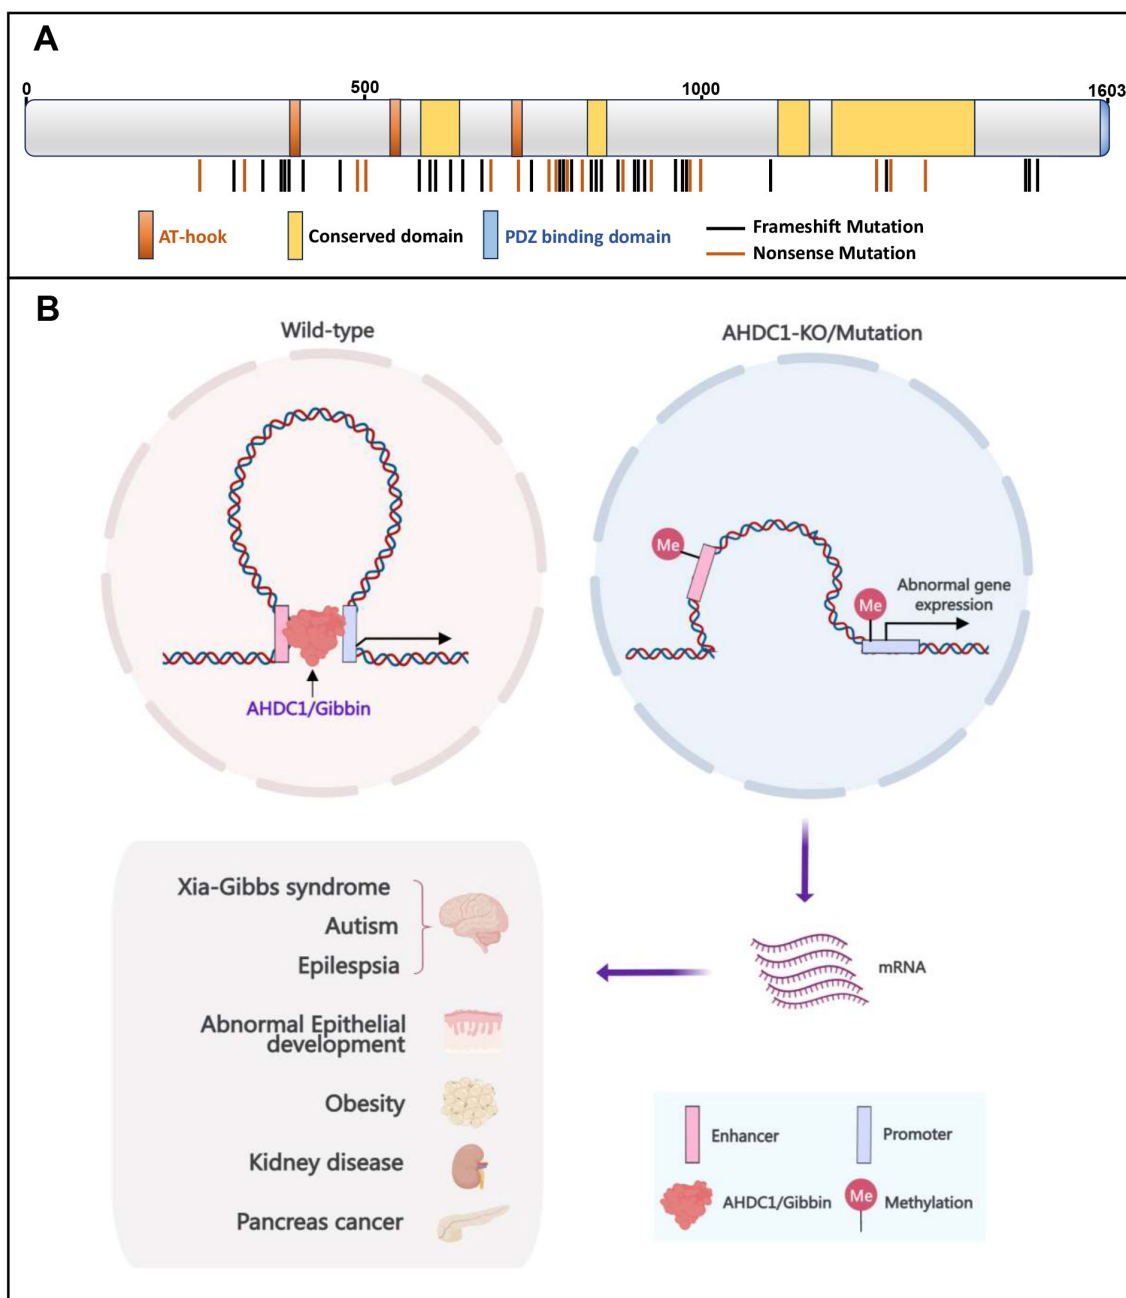 A
0 500 1000 1603
AT-hook
Conserved domain
PDZ binding domain
Frameshift Mutation
Nonsense Mutation
B
Wild-type
AHDC1/Gibbin
AHDC1-KO/Mutation
Me
Me
Abnormal gene
expression
mRNA
Xia-Gibbs syndrome
Autism
Epilespsia
Abnormal Epithelial
development
Obesity
Kidney disease
Pancreas cancer
Enhancer
Promoter
AHDC1/Gibbin
Me
Methylation